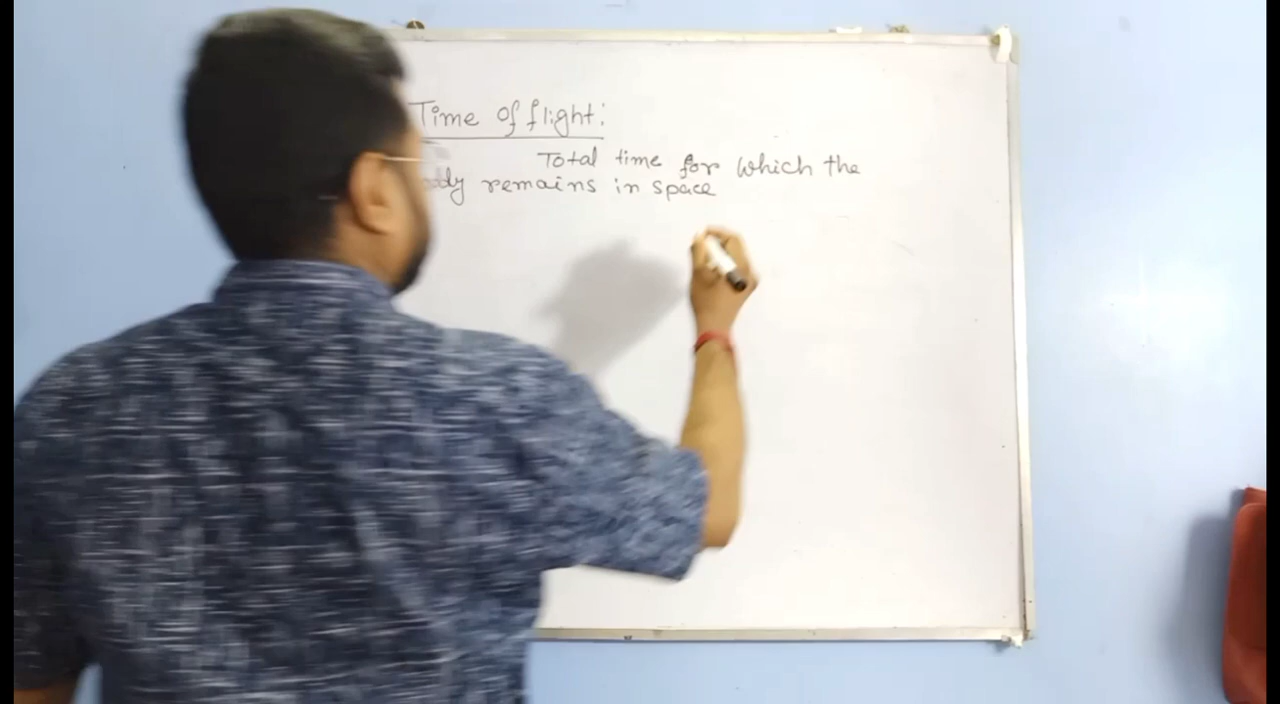 Time of flight:
Total time for which the
remains in space